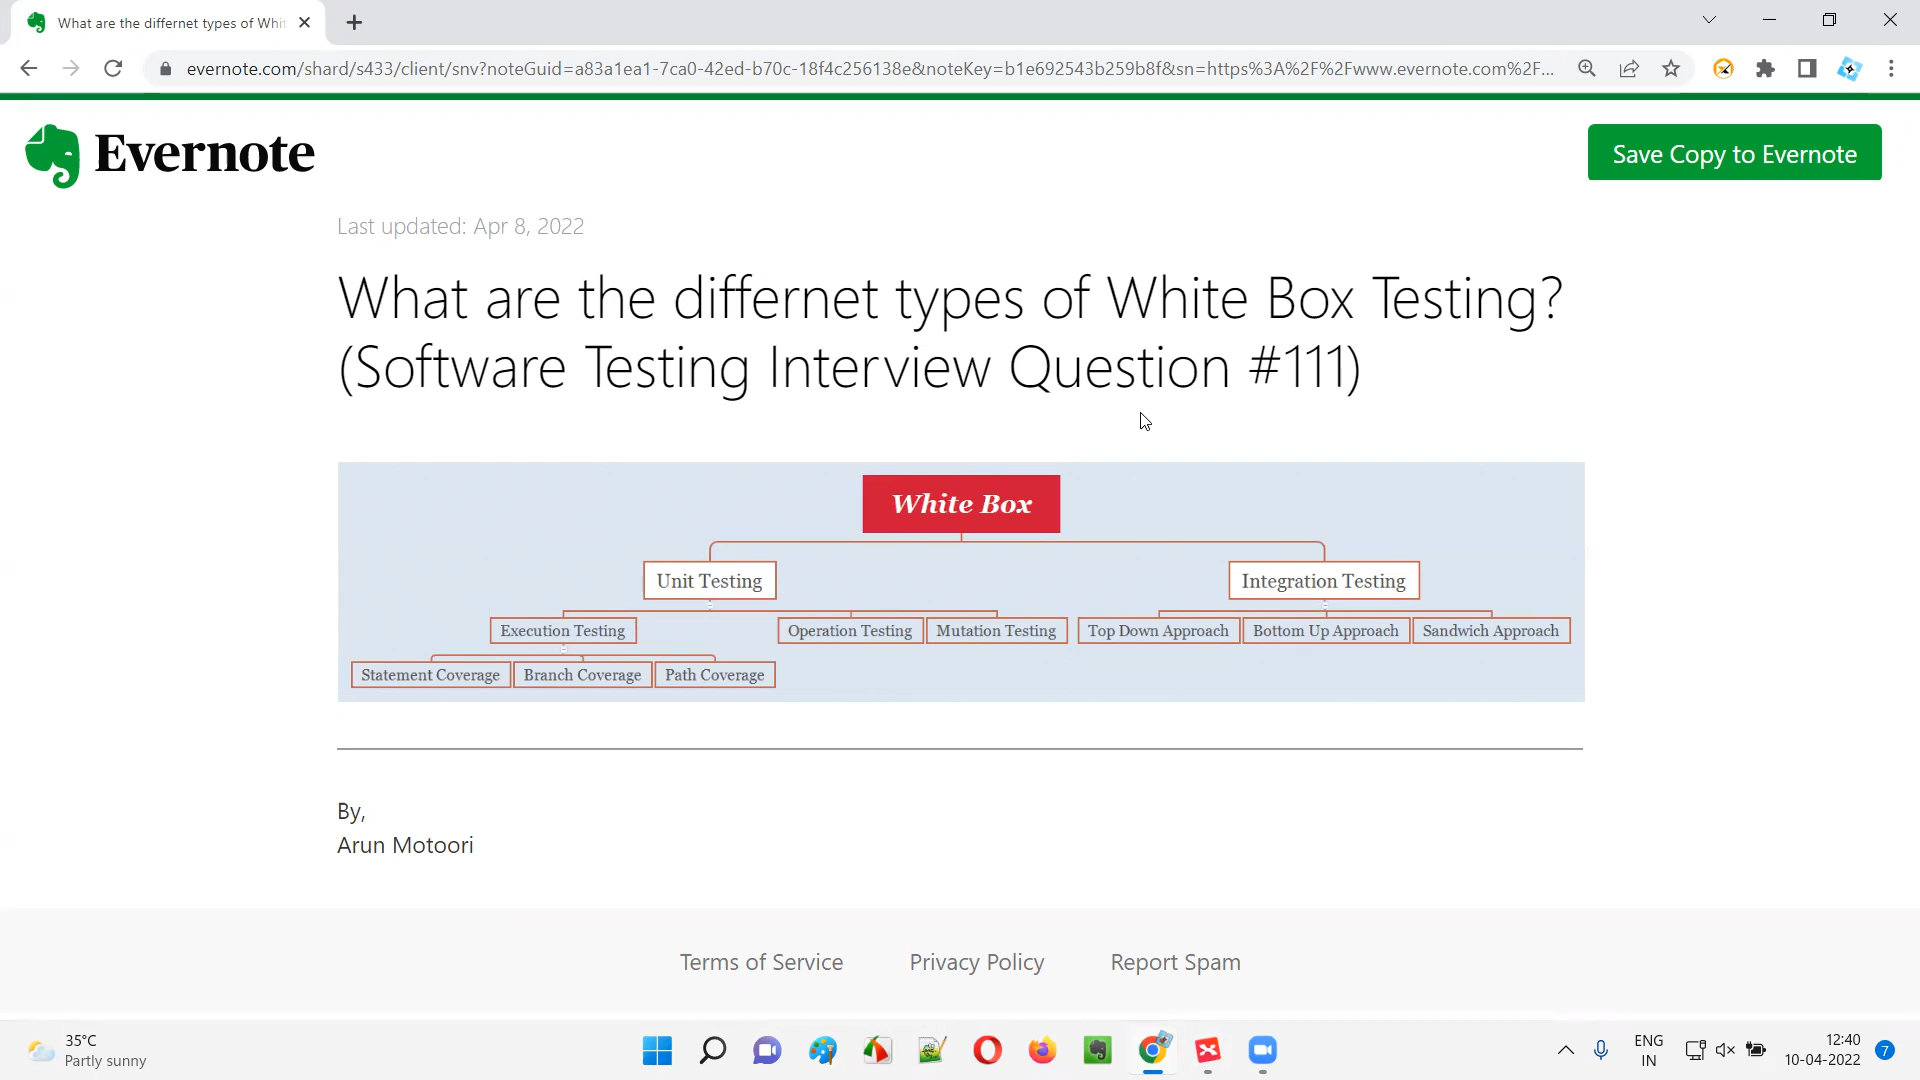 What are the differnet types of Whit
evernote.com/shard/s433/client/snv?noteGuid=a83a1ea1-7ca0-42ed-b70c-18f4c256138e&noteKey=b1e692543b259b8f&sn=https%3A%2F%2Fwww.evernote.com%2F...
Evernote
Save Copy to Evernote
Last updated: Apr 8, 2022
What are the differnet types of White Box Testing?
(Software Testing Interview Question #111)
White Box
Unit Testing
Integration Testing
Execution Testing
Operation Testing
Mutation Testing
Top Down Approach
Bottom Up Approach
Sandwich Approach
Statement Coverage
Branch Coverage
Path Coverage
By,
Arun Motoori
Terms of Service
Privacy Policy
Report Spam
35°C
Partly sunny
ENG
IN
12:40
10-04-2022
7